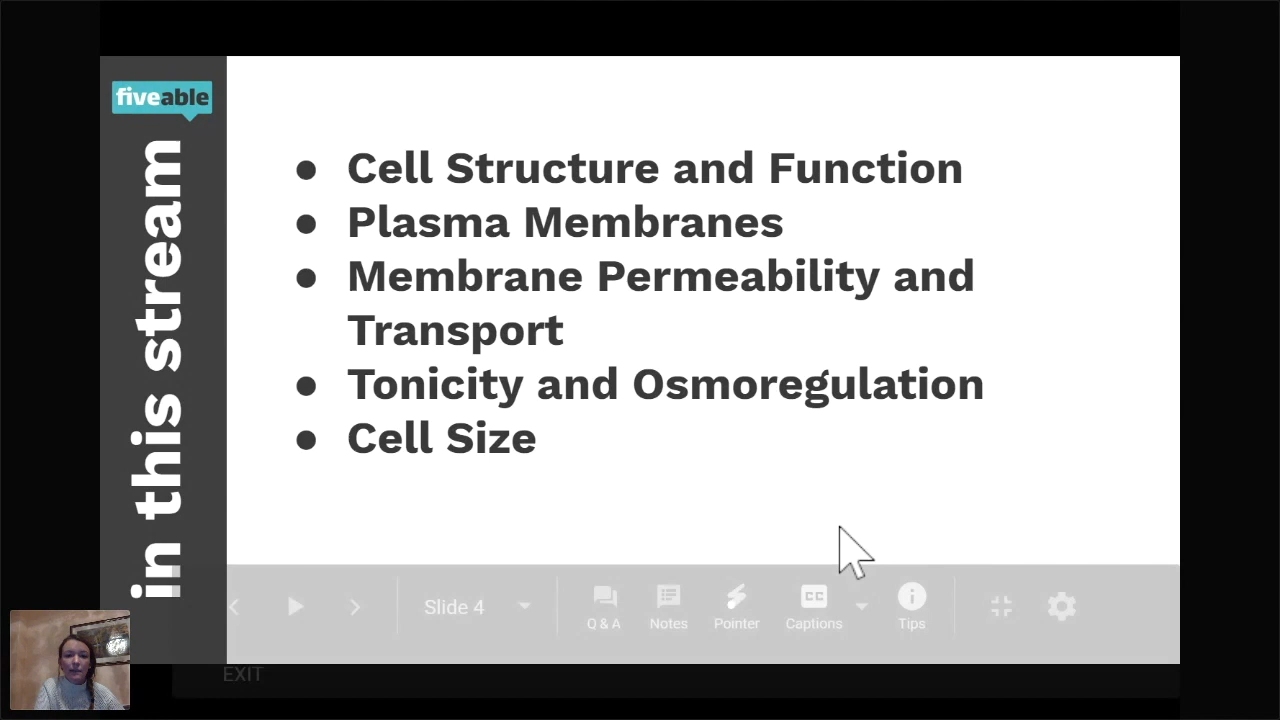 fiveable
in this stream
● Cell Structure and Function
● Plasma Membranes
● Membrane Permeability and
Transport
● Tonicity and Osmoregulation
● Cell Size
Slide 4
Q & A
Notes
Pointer
CC
Captions
Tips
EXIT